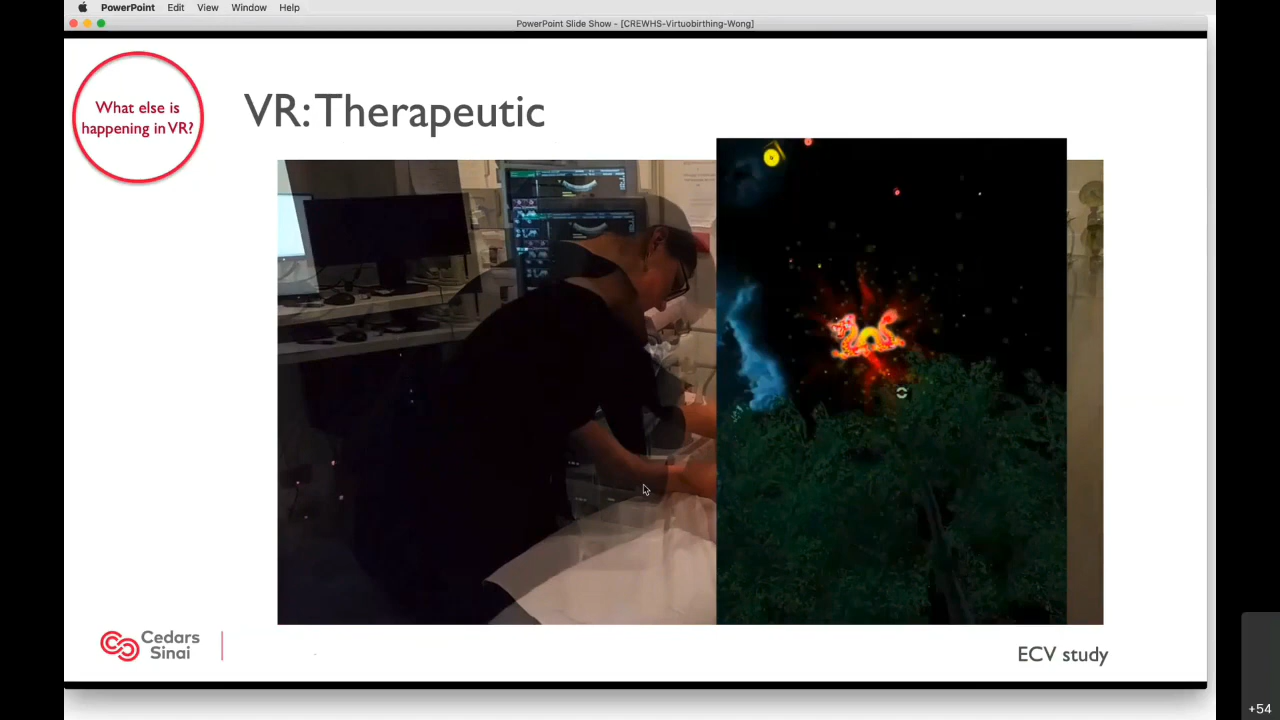 PowerPoint Edit View Window Help
PowerPoint Slide Show - [CREWHS-Virtuobirthing-Wong]
What else is
happening in VR?
VR: Therapeutic
Cedars
Sinai
ECV study
+54